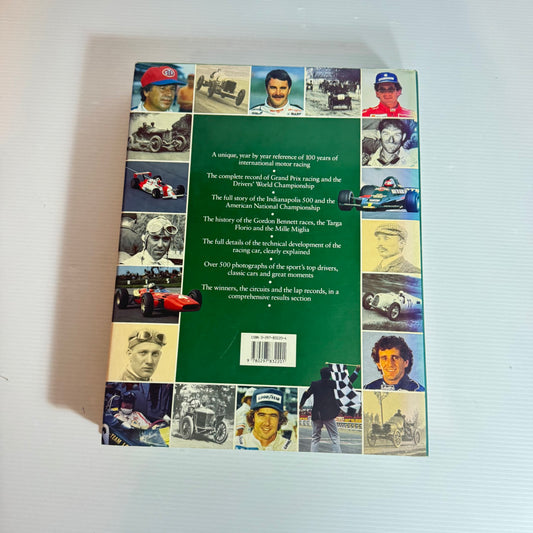 A unique, year by year reference of 100 years of
international motor racing
•
The complete record of Grand Prix racing and the
Drivers' World Championship
•
The full story of the Indianapolis 500 and the
American National Championship
•
The history of the Gordon Bennett races, the Targa
Florio and the Mille Miglia
•
The full details of the technical development of the
racing car, clearly explained
•
Over 500 photographs of the sport's top drivers,
classic cars and great moments
•
The winners, the circuits and the lap records, in a
comprehensive results section
•
GOODYEAR
TEAM